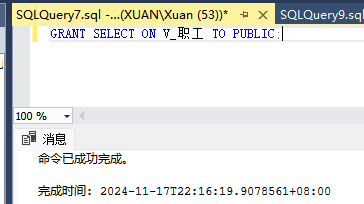 SQLQuery7.sql -...(XUAN\Xuan (53))*
SQLQuery9.sql
GRANT SELECT ON V_职工 TO PUBLIC;
100 %
消息
命令已成功完成。
完成时间: 2024-11-17T22:16:19.9078561+08:00